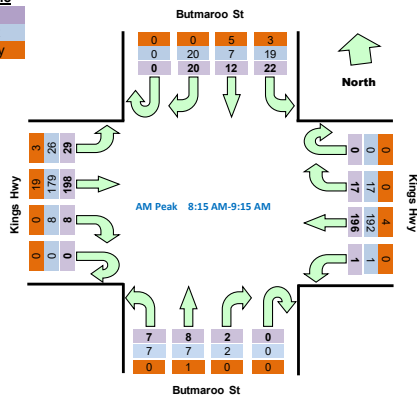 Butmaroo St
0 0 5 3
0 20 7 19
0 20 12 22
North
Kings Hwy
3 26 29
19 179 198
0 8 8
0 0 0
AM Peak 8:15 AM-9:15 AM
0 0 0
17 17 0
196 192 4
1 1 0
Kings Hwy
7 8 2 0
7 7 2 0
0 1 0 0
Butmaroo St